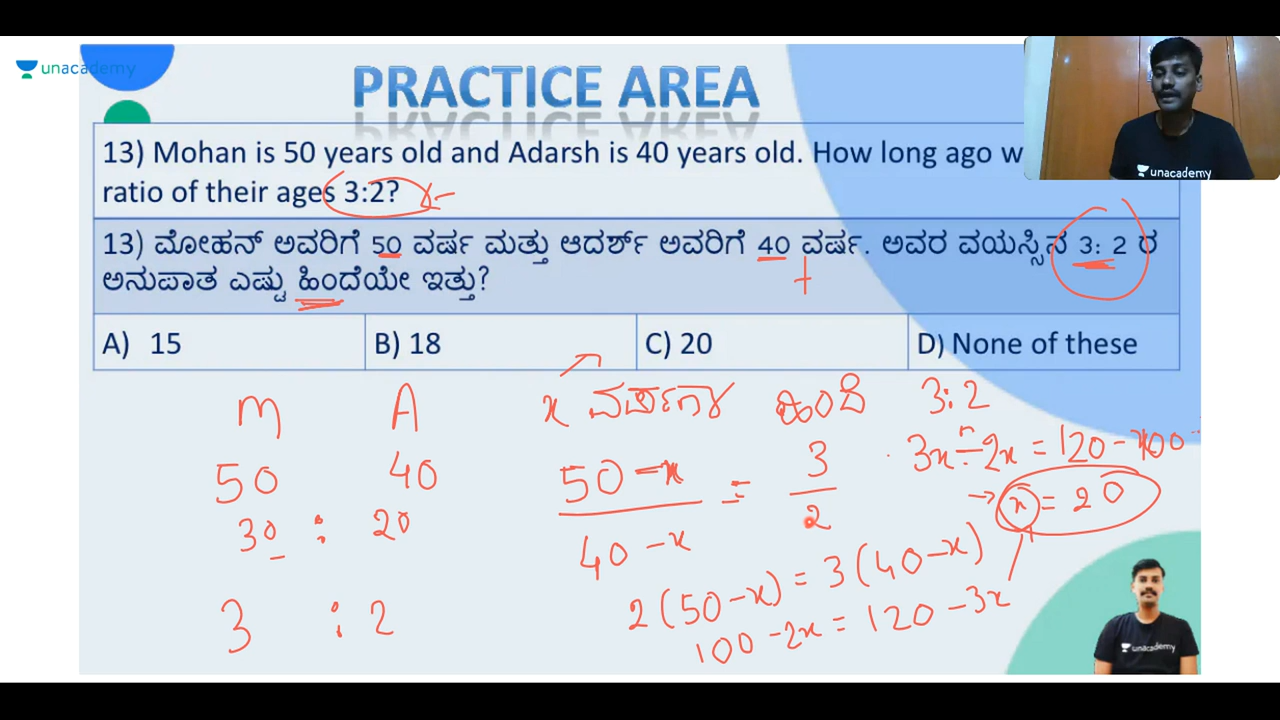 unacademy
PRACTICE AREA
13) Mohan is 50 years old and Adarsh is 40 years old. How long ago w
ratio of their ages 3:2?
13) ಮೋಹನ್ ಅವರಿಗೆ 50 ವರ್ಷ ಮತ್ತು ಆದರ್ಶ್ ಅವರಿಗೆ 40 ವರ್ಷ. ಅವರ ವಯಸ್ಸಿನ 3: 2 ರ
ಅನುಪಾತ ಎಷ್ಟು ಹಿಂದೆಯೇ ಇತ್ತು?
A) 15
B) 18
C) 20
D) None of these
M A
50 40
30 : 20
3 : 2
x ವರ್ಷಗಳ ಹಿಂದೆ 3:2
50-x / 40-x = 3/2
2(50-x) = 3(40-x)
100-2x = 120-3x
3x-2x = 120-100
x = 20
unacademy
unacademy